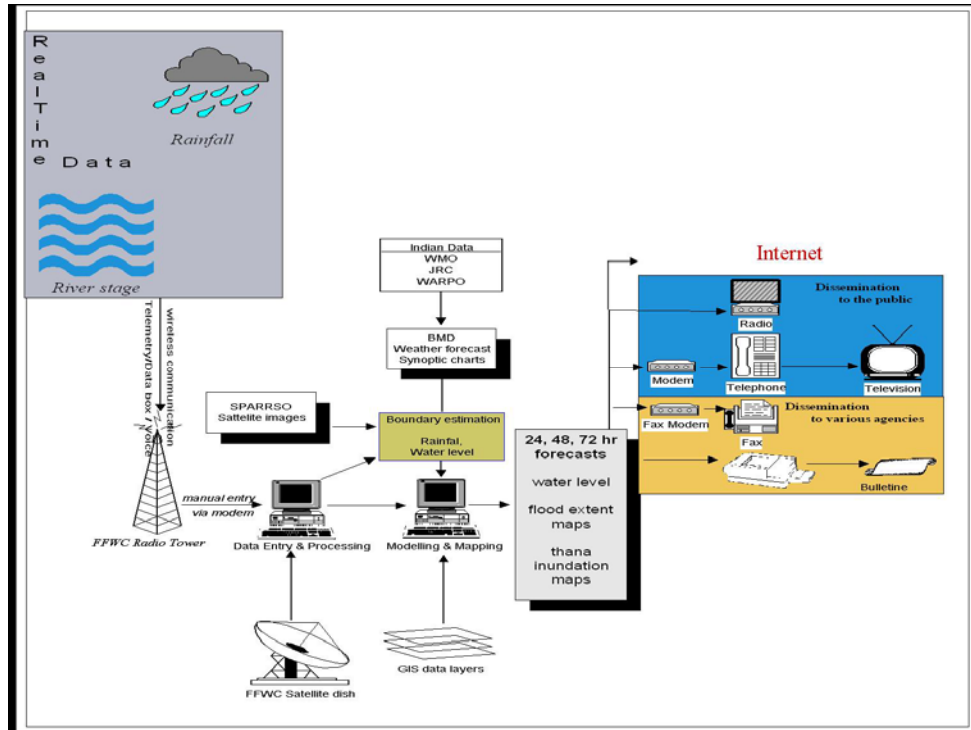 RealTime
Data
Rainfall
River stage
Telemetry/Data box / voice
wireless communication
FFWC Radio Tower
manual entry
via modem
Indian Data
WMO
JRC
WARPO
BMD
Weather forecast
Synoptic charts
SPARRSO
Sattelite images
Boundary estimation
Rainfal,
Water level
Data Entry & Processing
Modelling & Mapping
FFWC Satellite dish
GIS data layers
24, 48, 72 hr
forecasts
water level
flood extent
maps
thana
inundation
maps
Internet
Dissemination
to the public
Radio
Modem
Telephone
Television
Dissemination
to various agencies
Fax Modem
Fax
Bulletine